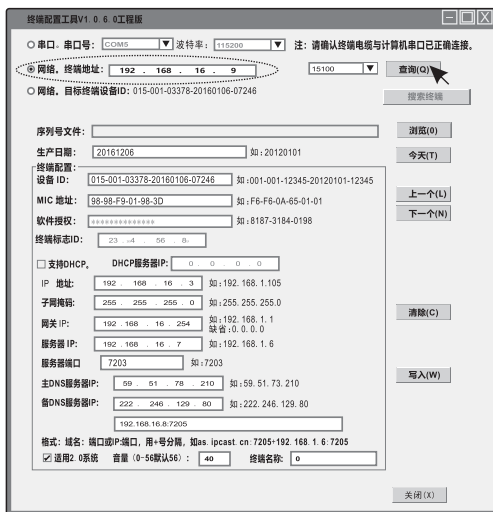 终端配置工具V1.0.6.0工程版
串口。串口号: COM5 波特率: 115200 注: 请确认终端电缆与计算机串口已正确连接。
网络。终端地址: 192 . 168 . 16 . 9 15100 查询(Q)
网络。目标终端设备ID: 015-001-03378-20160106-07246 搜索终端
序列号文件: 浏览(0)
生产日期: 20161206 如:20120101 今天(T)
终端配置:
设备 ID: 015-001-03378-20160106-07246 如:001-001-12345-20120101-12345
上一个(L)
MIC 地址: 98-98-F9-01-98-3D 如:F6-F6-0A-65-01-01
下一个(N)
软件授权: ************** 如:8187-3184-0198
终端标志ID: 23 . 56 .
支持DHCP。 DHCP服务器IP: 0 . 0 . 0 . 0
IP 地址: 192 . 168 . 16 . 3 如:192.168.1.105
子网掩码: 255 . 255 . 255 . 0 如:255.255.255.0
清除(C)
网关IP: 192 . 168 . 16 . 254 如:192.168.1.1
缺省:0.0.0.0
服务器 IP: 192 . 168 . 16 . 7 如:192.168.1.6
服务器端口 7203 如:7203
写入(W)
主DNS服务器IP: 59 . 51 . 78 . 210 如:59.51.73.210
备DNS服务器IP: 222 . 246 . 129 . 80 如:222.246.129.80
192.168.16.8:7205
格式: 域名: 端口或IP:端口, 用+号分隔, 如as.ipcast.cn:7205+192.168.1.6:7205
适用2.0系统 音量 (0-56默认56) : 40 终端名称: 0
关闭(X)